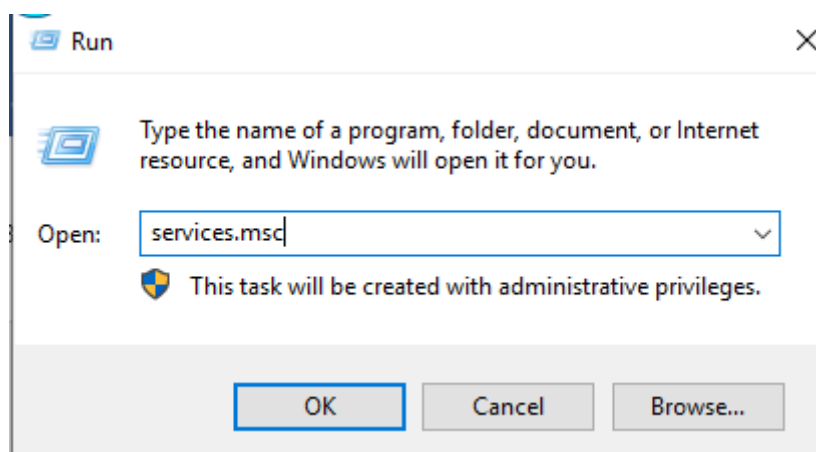 Run
Type the name of a program, folder, document, or Internet
resource, and Windows will open it for you.
Open: services.msc
This task will be created with administrative privileges.
OK Cancel Browse...